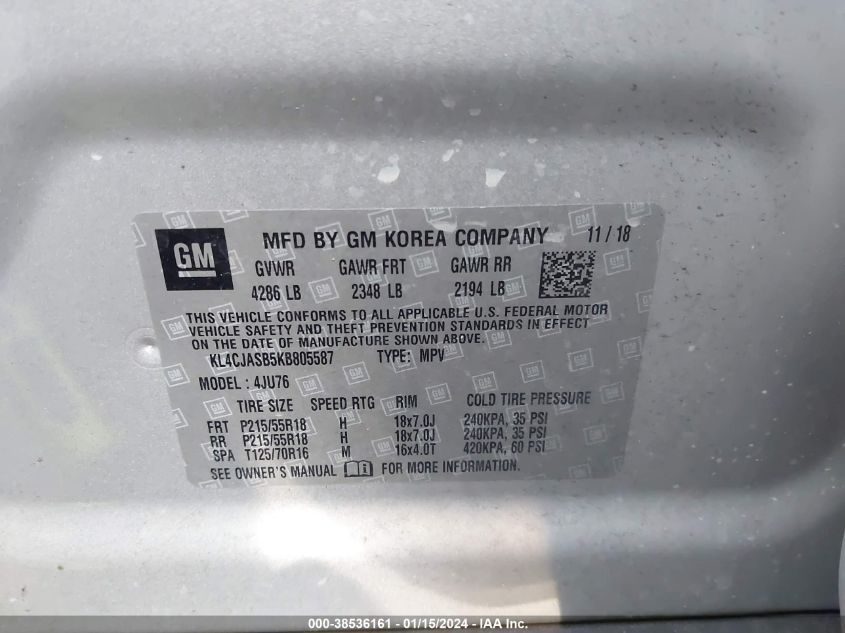 GM MFD BY GM KOREA COMPANY 11 / 18
GVWR GAWR FRT GAWR RR
4286 LB 2348 LB 2194 LB
THIS VEHICLE CONFORMS TO ALL APPLICABLE U.S. FEDERAL MOTOR
VEHICLE SAFETY AND THEFT PREVENTION STANDARDS IN EFFECT
ON THE DATE OF MANUFACTURE SHOWN ABOVE.
KL4CJASB5KB805587 TYPE: MPV
MODEL : 4JU76
TIRE SIZE SPEED RTG RIM COLD TIRE PRESSURE
FRT P215/55R18 H 18x7.0J 240KPA, 35 PSI
RR P215/55R18 H 18x7.0J 240KPA, 35 PSI
SPA T125/70R16 M 16x4.0T 420KPA, 60 PSI
SEE OWNER'S MANUAL FOR MORE INFORMATION.
000-38536161 - 01/15/2024 - IAA Inc.